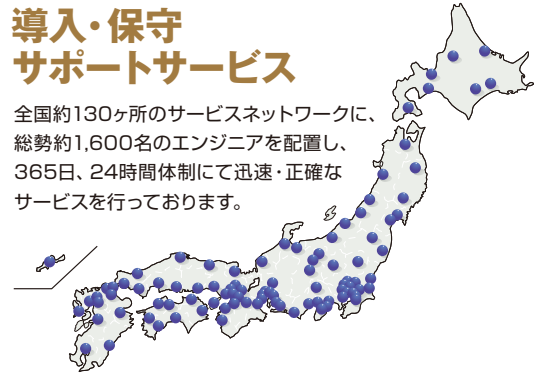 導入・保守
サポートサービス
全国約130ヶ所のサービスネットワークに、
総勢約1,600名のエンジニアを配置し、
365日、24時間体制にて迅速・正確な
サービスを行っております。